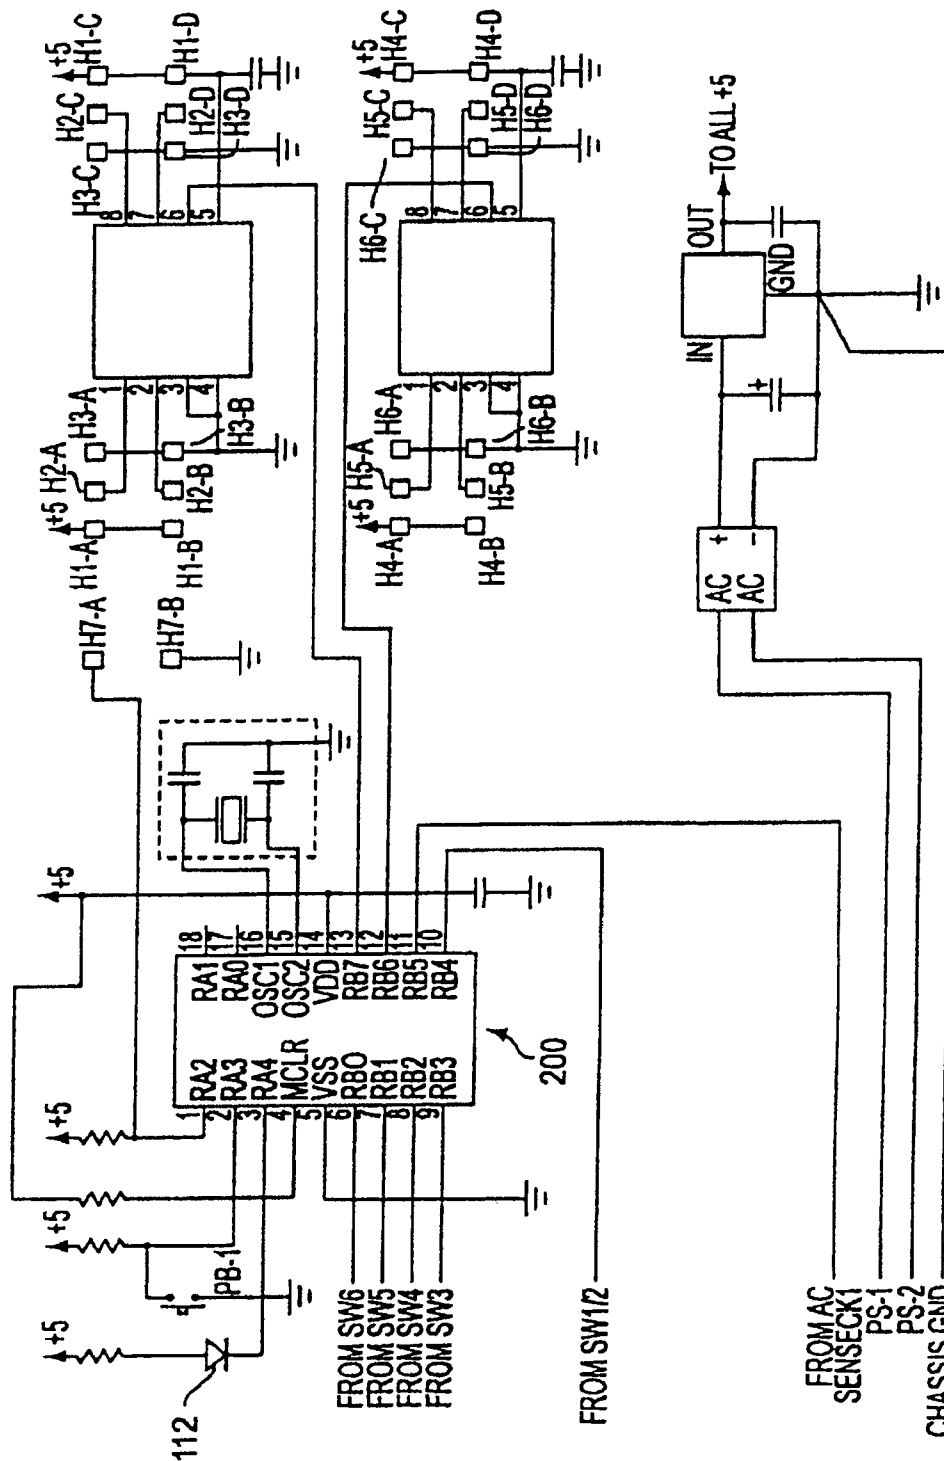 112
+5
+5
PB-1
+5
+5
1 RA2
2 RA3
3 RA4
4 MCLR
5 VSS
6 RB0
7 RB1
8 RB2
9 RB3
RA1 18
RA0 17
OSC1 16
OSC2 15
VDD 14
RB7 13
RB6 12
RB5 11
RB4 10
200
FROM SW6
FROM SW5
FROM SW4
FROM SW3
FROM SW1/2
FROM AC
SENSECK1
PS-1
PS-2
CHASSIS GND
H7-A
H7-B
+5
H1-A
H1-B
H2-A
H2-B
H3-A
H3-B
1
2
3
4
8
7
6
5
H3-C
H2-C
+5
H1-C
H1-D
H2-D
H3-D
+5
H4-A
H4-B
H5-A
H5-B
H6-A
H6-B
1
2
3
4
8
7
6
5
H6-C
H5-C
+5
H4-C
H4-D
H5-D
H6-D
AC +
AC -
+
IN
OUT
GND
TO ALL +5